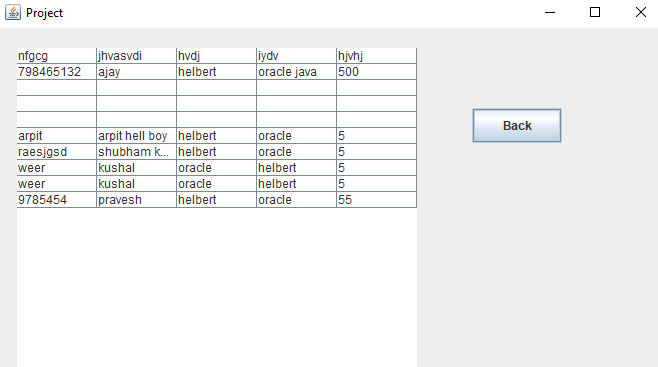 Project
nfgcg jhvasvdi hvdj iydv hjvhj
798465132 ajay helbert oracle java 500
arpit arpit hell boy helbert oracle 5
Back
raesjgsd shubham k... helbert oracle 5
weer kushal oracle helbert 5
weer kushal oracle helbert 5
9785454 pravesh helbert oracle 55